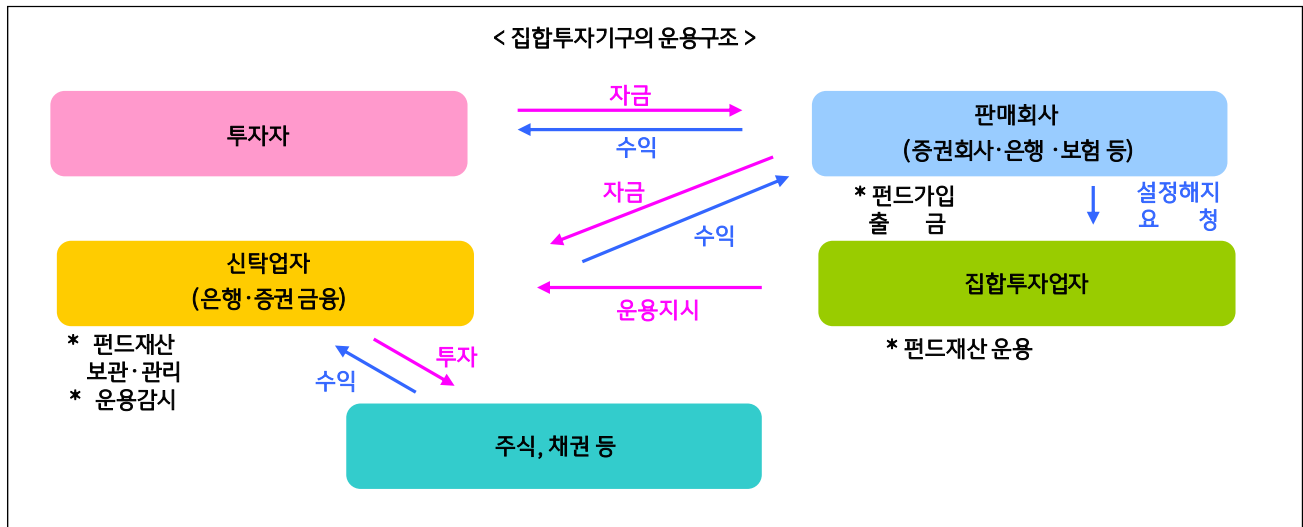 < 집합투자기구의 운용구조 >
투자자
자금
수익
판매회사
(증권회사·은행 ·보험 등)
자금
수익
* 펀드가입
출 금
설정해지
요 청
신탁업자
(은행·증권 금융)
운용지시
집합투자업자
* 펀드재산
보관·관리
* 운용감시
* 펀드재산 운용
투자
수익
주식, 채권 등